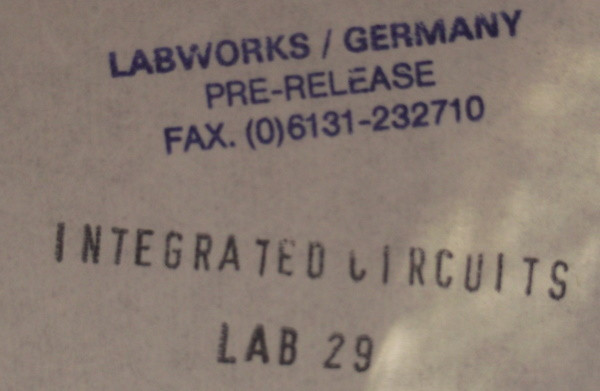 LABWORKS / GERMANY
PRE-RELEASE
FAX. (0)6131-232710
INTEGRATED CIRCUITS
LAB 29